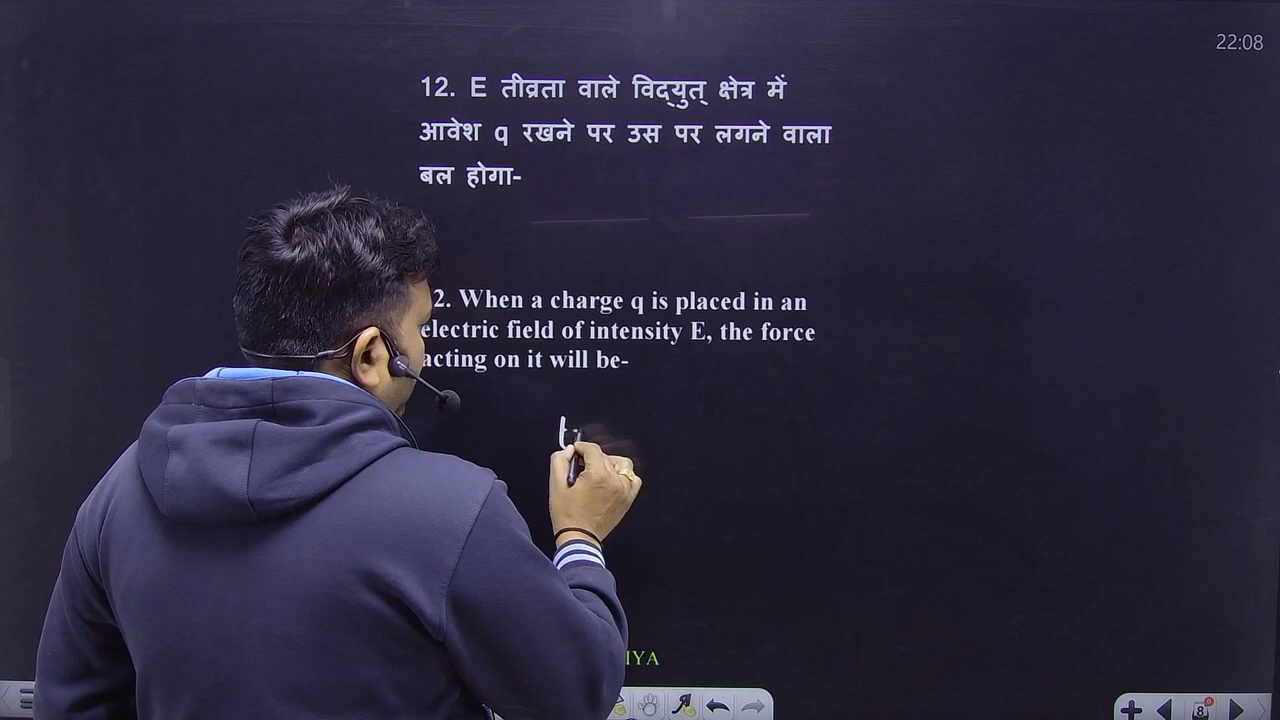 22:08
12. E तीव्रता वाले विद्युत् क्षेत्र में
आवेश q रखने पर उस पर लगने वाला
बल होगा-
2. When a charge q is placed in an
electric field of intensity E, the force
acting on it will be-
IYA
8